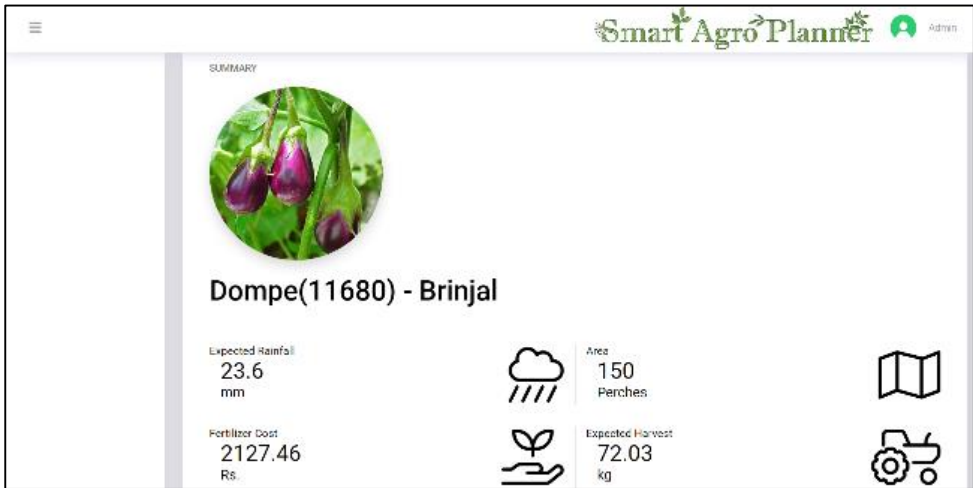 Smart Agro Planner
Admin
SUMMARY
Dompe(11680) - Brinjal
Expected Rainfall
23.6
mm
Area
150
Perches
Fertilizer Cost
2127.46
Rs.
Expected Harvest
72.03
kg